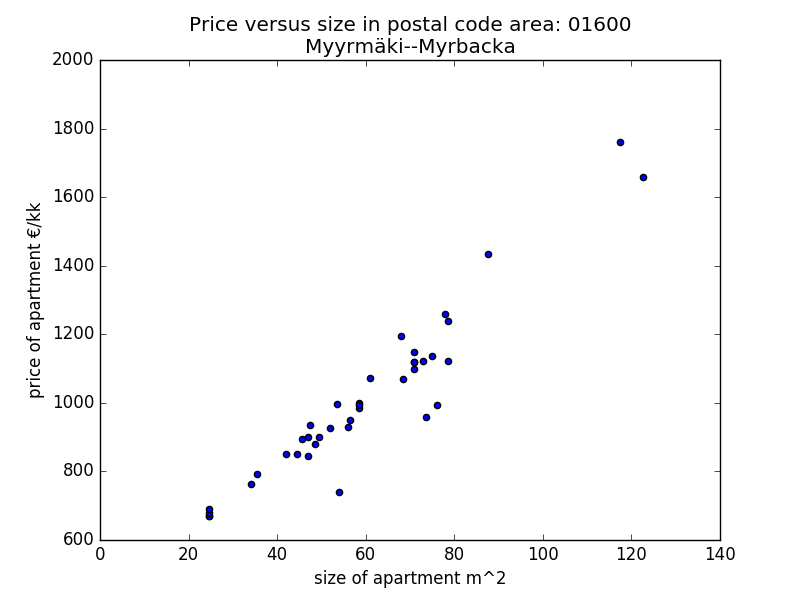 Price versus size in postal code area: 01600
Myyrmäki--Myrbacka
2000
1800
1600
1400
1200
1000
800
600
price of apartment €/kk
0 20 40 60 80 100 120 140
size of apartment m^2